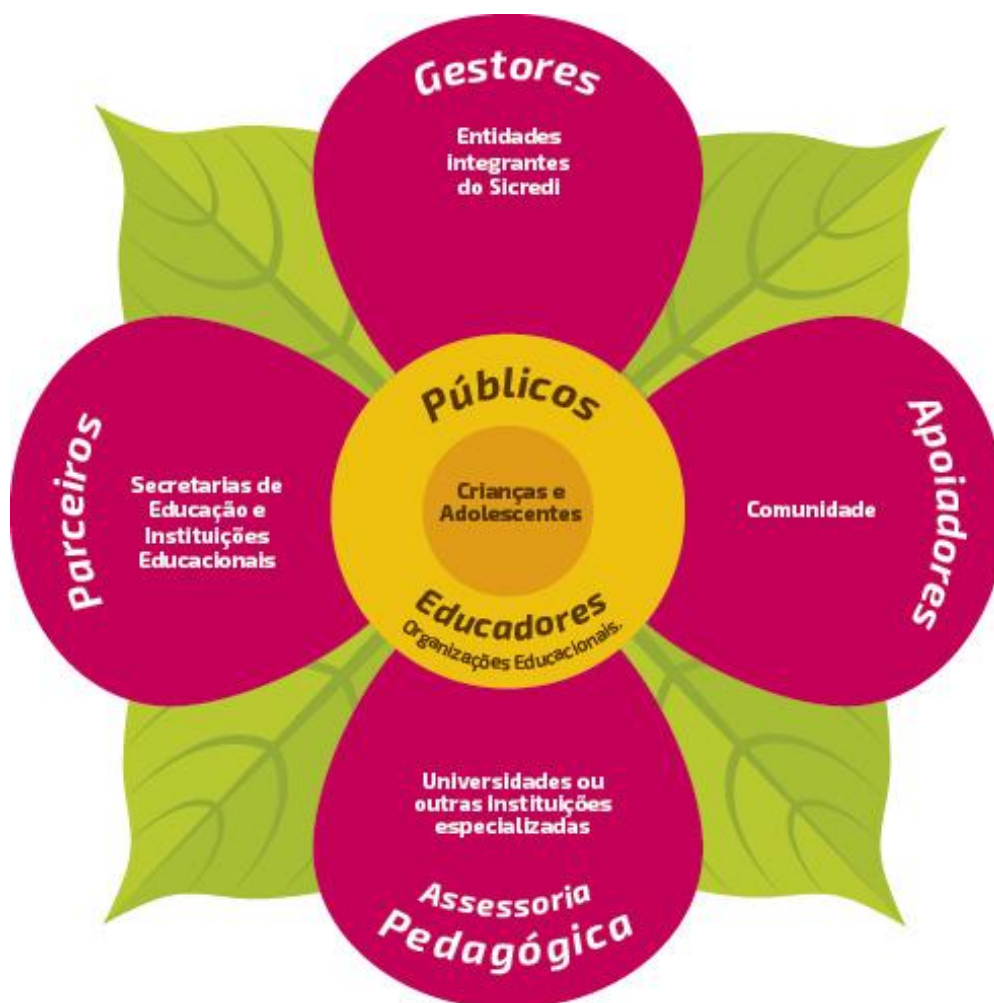 Gestores
Entidades
integrantes
do Sicredi
Parceiros
Secretarias de
Educação e
Instituições
Educacionais
Públicos
Crianças e
Adolescentes
Educadores
Organizações Educacionais.
Apoiadores
Comunidade
Universidades ou
outras Instituições
especializadas
Assessoria
Pedagógica